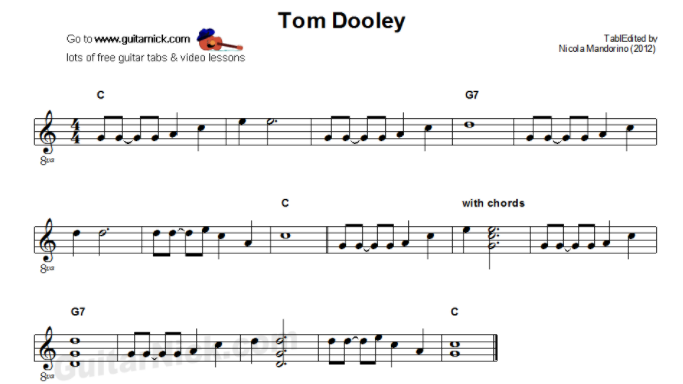 Tom Dooley
Go to www.guitarnick.com
lots of free guitar tabs & video lessons
TablEdited by
Nicola Mandorino (2012)
C G7
4
4
8va
C with chords
8va
G7 C
8va
GuitarNick.com